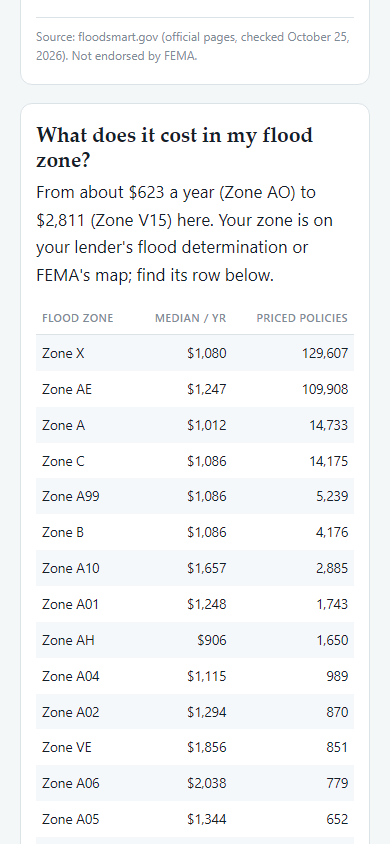 Source: floodsmart.gov (official pages, checked October 25,
2026). Not endorsed by FEMA.
What does it cost in my flood
zone?
From about $623 a year (Zone AO) to
$2,811 (Zone V15) here. Your zone is on
your lender's flood determination or
FEMA's map; find its row below.
FLOOD ZONE MEDIAN / YR PRICED POLICIES
Zone X $1,080 129,607
Zone AE $1,247 109,908
Zone A $1,012 14,733
Zone C $1,086 14,175
Zone A99 $1,086 5,239
Zone B $1,086 4,176
Zone A10 $1,657 2,885
Zone A01 $1,248 1,743
Zone AH $906 1,650
Zone A04 $1,115 989
Zone A02 $1,294 870
Zone VE $1,856 851
Zone A06 $2,038 779
Zone A05 $1,344 652